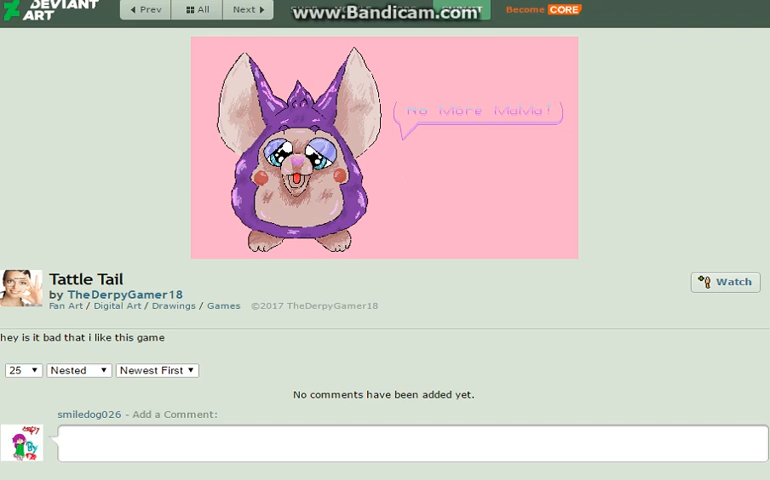 DEVIANT
ART
Prev
All
Next
www.Bandicam.com
Become CORE
No More MaMa!
Tattle Tail
by TheDerpyGamer18
Fan Art / Digital Art / Drawings / Games ©2017 TheDerpyGamer18
Watch
hey is it bad that i like this game
25 Nested Newest First
No comments have been added yet.
smiledog026 - Add a Comment: